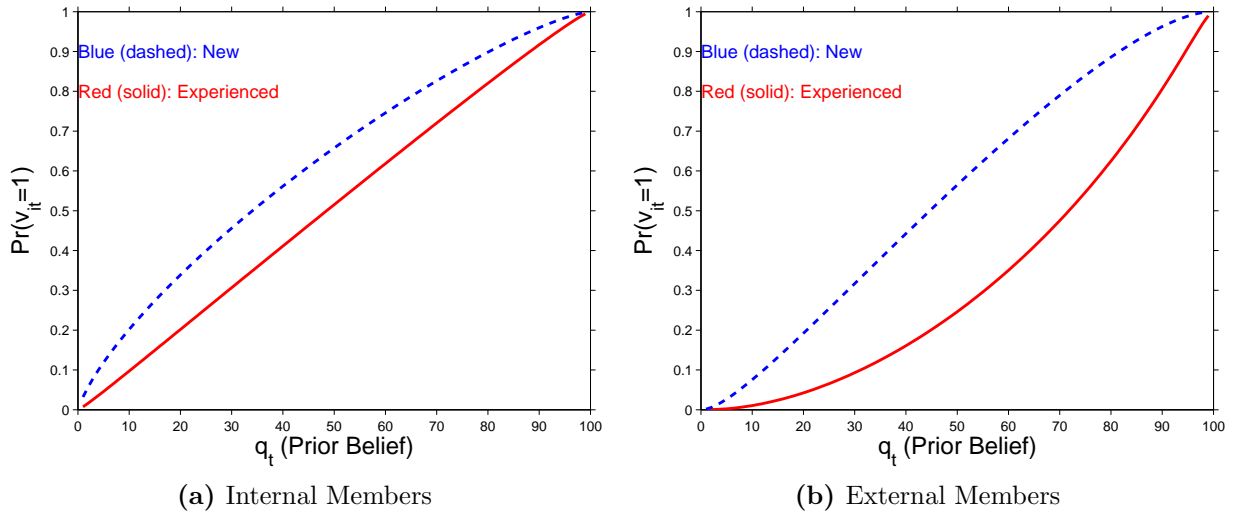 Blue (dashed): New
Red (solid): Experienced
Pr(v_it=1)
1
0.9
0.8
0.7
0.6
0.5
0.4
0.3
0.2
0.1
0
0 10 20 30 40 50 60 70 80 90 100
q_t (Prior Belief)
(a) Internal Members
Blue (dashed): New
Red (solid): Experienced
Pr(v_it=1)
1
0.9
0.8
0.7
0.6
0.5
0.4
0.3
0.2
0.1
0
0 10 20 30 40 50 60 70 80 90 100
q_t (Prior Belief)
(b) External Members